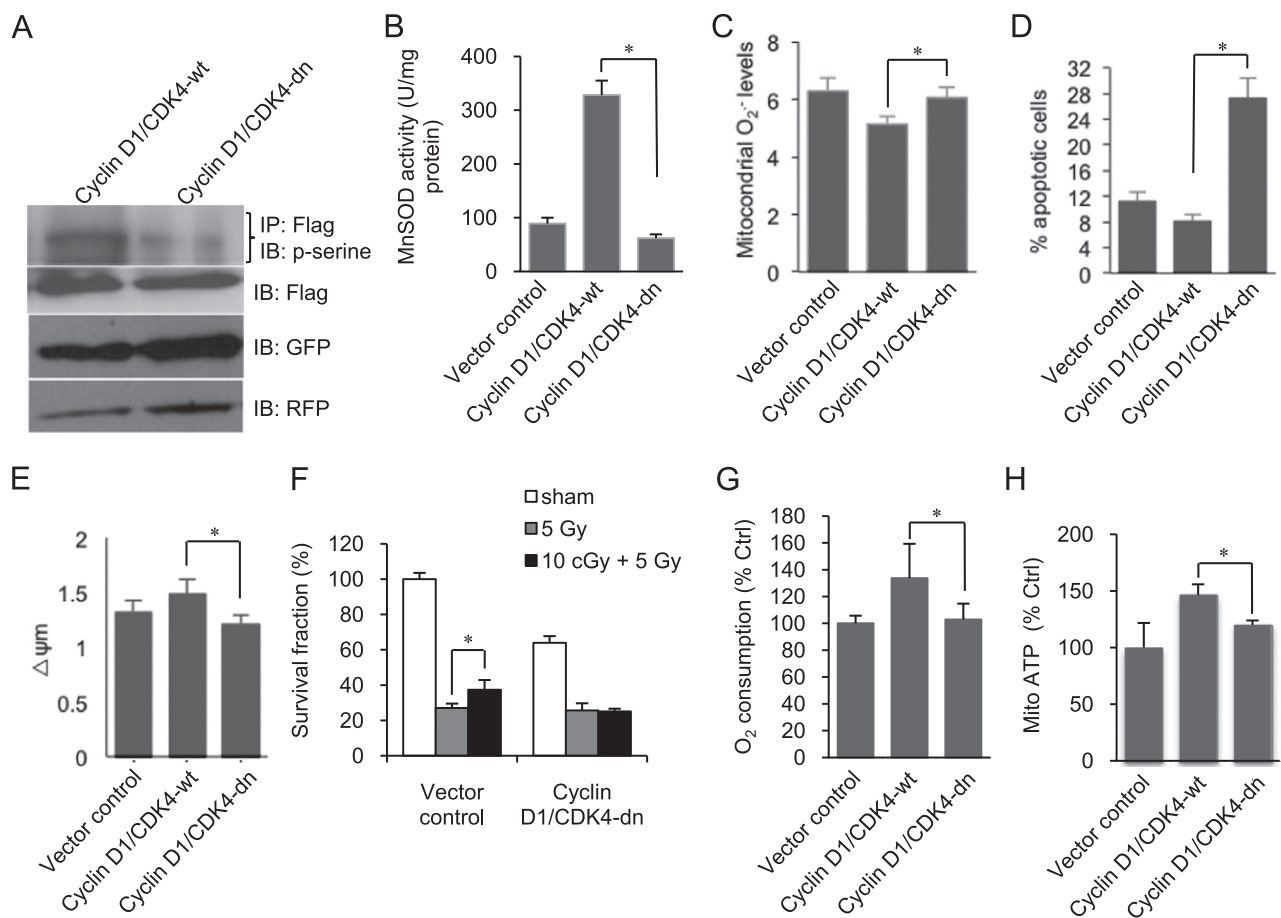 A
Cyclin D1/CDK4-wt
Cyclin D1/CDK4-dn
IP: Flag
IB: p-serine
IB: Flag
IB: GFP
IB: RFP
B
MnSOD activity (U/mg
protein)
400
300
200
100
0
*
Vector control
Cyclin D1/CDK4-wt
Cyclin D1/CDK4-dn
C
Mitocondrial O2·- levels
8
6
4
2
0
*
Vector control
Cyclin D1/CDK4-wt
Cyclin D1/CDK4-dn
D
% apoptotic cells
32
28
24
20
16
12
8
4
0
*
Vector control
Cyclin D1/CDK4-wt
Cyclin D1/CDK4-dn
E
△ψm
2
1.5
1
0.5
0
*
Vector control
Cyclin D1/CDK4-wt
Cyclin D1/CDK4-dn
F
sham
5 Gy
10 cGy + 5 Gy
Survival fraction (%)
120
100
80
60
40
20
0
*
Vector
control
Cyclin
D1/CDK4-dn
G
O2 consumption (% Ctrl)
180
160
140
120
100
80
60
40
20
0
*
Vector control
Cyclin D1/CDK4-wt
Cyclin D1/CDK4-dn
H
Mito ATP (% Ctrl)
200
150
100
50
0
*
Vector control
Cyclin D1/CDK4-wt
Cyclin D1/CDK4-dn